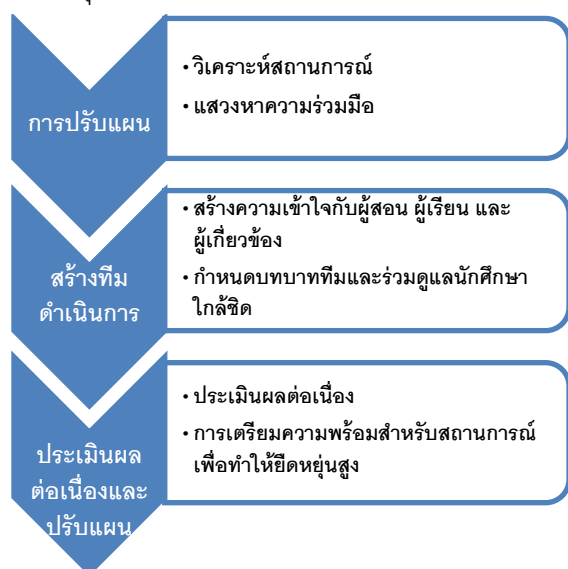 การปรับแผน
• วิเคราะห์สถานการณ์
• แสวงหาความร่วมมือ
สร้างทีม
ดำเนินการ
• สร้างความเข้าใจกับผู้สอน ผู้เรียน และ
ผู้เกี่ยวข้อง
• กำหนดบทบาททีมและร่วมดูแลนักศึกษา
ใกล้ชิด
ประเมินผล
ต่อเนื่องและ
ปรับแผน
• ประเมินผลต่อเนื่อง
• การเตรียมความพร้อมสำหรับสถานการณ์
เพื่อทำให้ยืดหยุ่นสูง